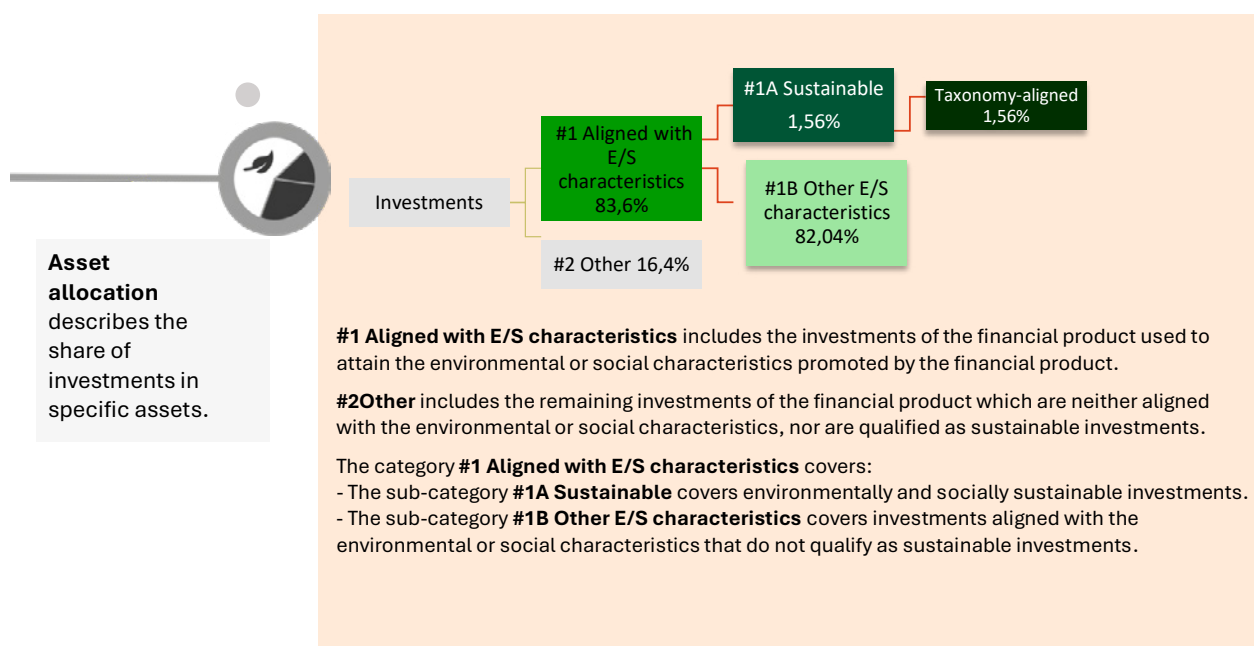 Asset
allocation
describes the
share of
investments in
specific assets.
Investments
#1 Aligned with
E/S
characteristics
83,6%
#2 Other 16,4%
#1A Sustainable
1,56%
#1B Other E/S
characteristics
82,04%
Taxonomy-aligned
1,56%
#1 Aligned with E/S characteristics includes the investments of the financial product used to
attain the environmental or social characteristics promoted by the financial product.
#2Other includes the remaining investments of the financial product which are neither aligned
with the environmental or social characteristics, nor are qualified as sustainable investments.
The category #1 Aligned with E/S characteristics covers:
- The sub-category #1A Sustainable covers environmentally and socially sustainable investments.
- The sub-category #1B Other E/S characteristics covers investments aligned with the
environmental or social characteristics that do not qualify as sustainable investments.